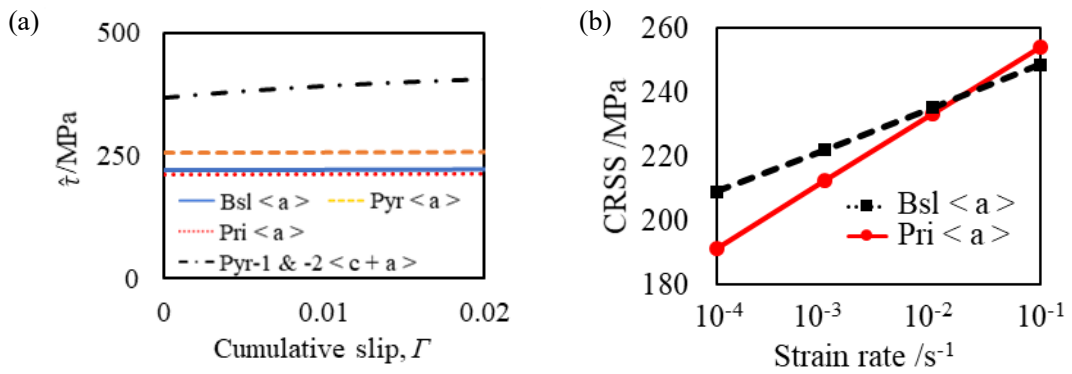 (a)
500
250
0
τ̂/MPa
Bsl < a >
Pyr < a >
Pri < a >
Pyr-1 & -2 < c + a >
0
0.01
0.02
Cumulative slip, Γ
(b)
260
240
220
200
180
CRSS /MPa
Bsl < a >
Pri < a >
10⁻⁴
10⁻³
10⁻²
10⁻¹
Strain rate /s⁻¹